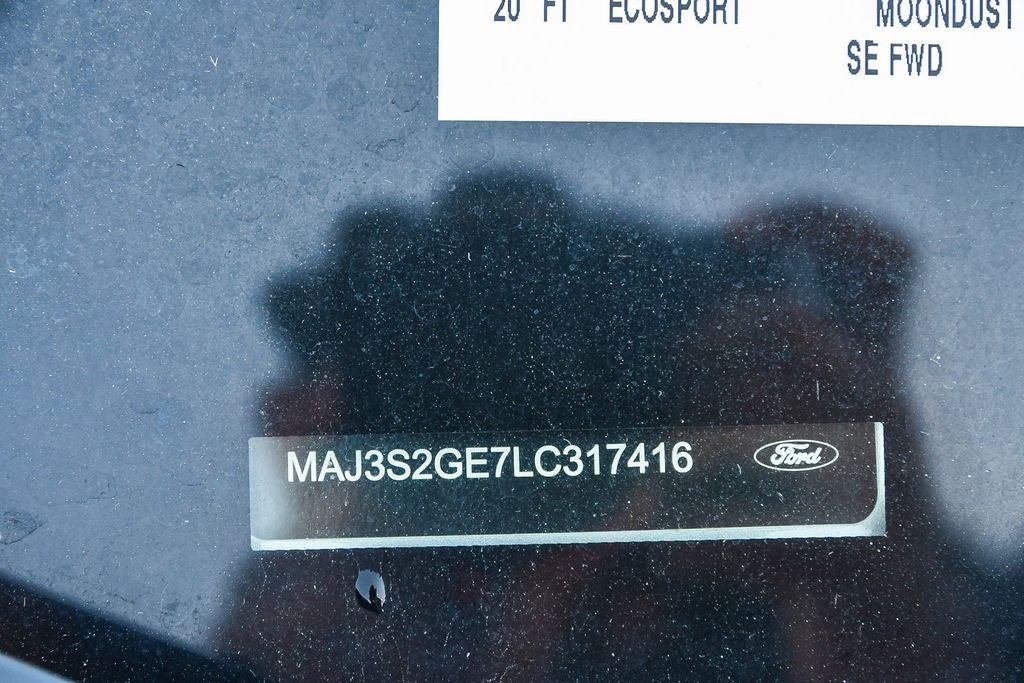 20 FT ECOSPORT MOONDUST
SE FWD
MAJ3S2GE7LC317416 Ford